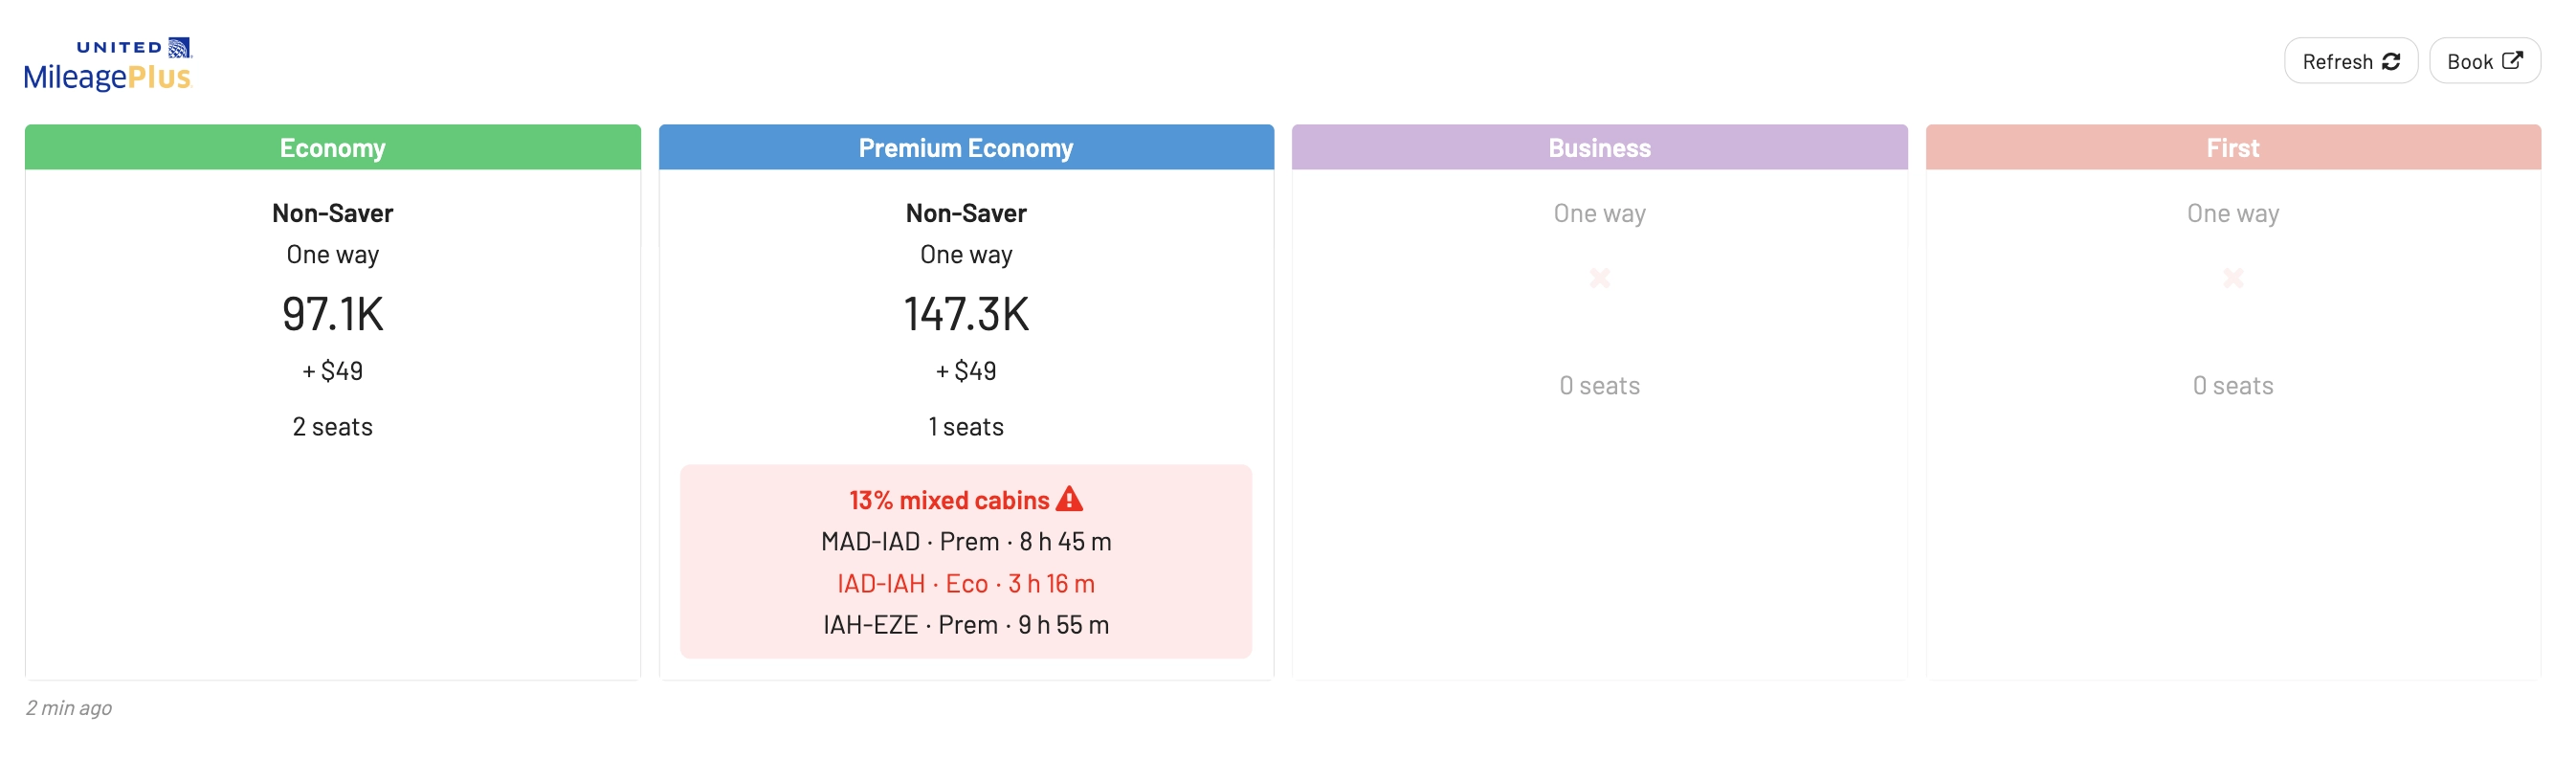 UNITED
MileagePlus
Refresh
Book
Economy
Non-Saver
One way
97.1K
+ $49
2 seats
Premium Economy
Non-Saver
One way
147.3K
+ $49
1 seats
13% mixed cabins
MAD-IAD · Prem · 8 h 45 m
IAD-IAH · Eco · 3 h 16 m
IAH-EZE · Prem · 9 h 55 m
Business
One way
0 seats
First
One way
0 seats
2 min ago